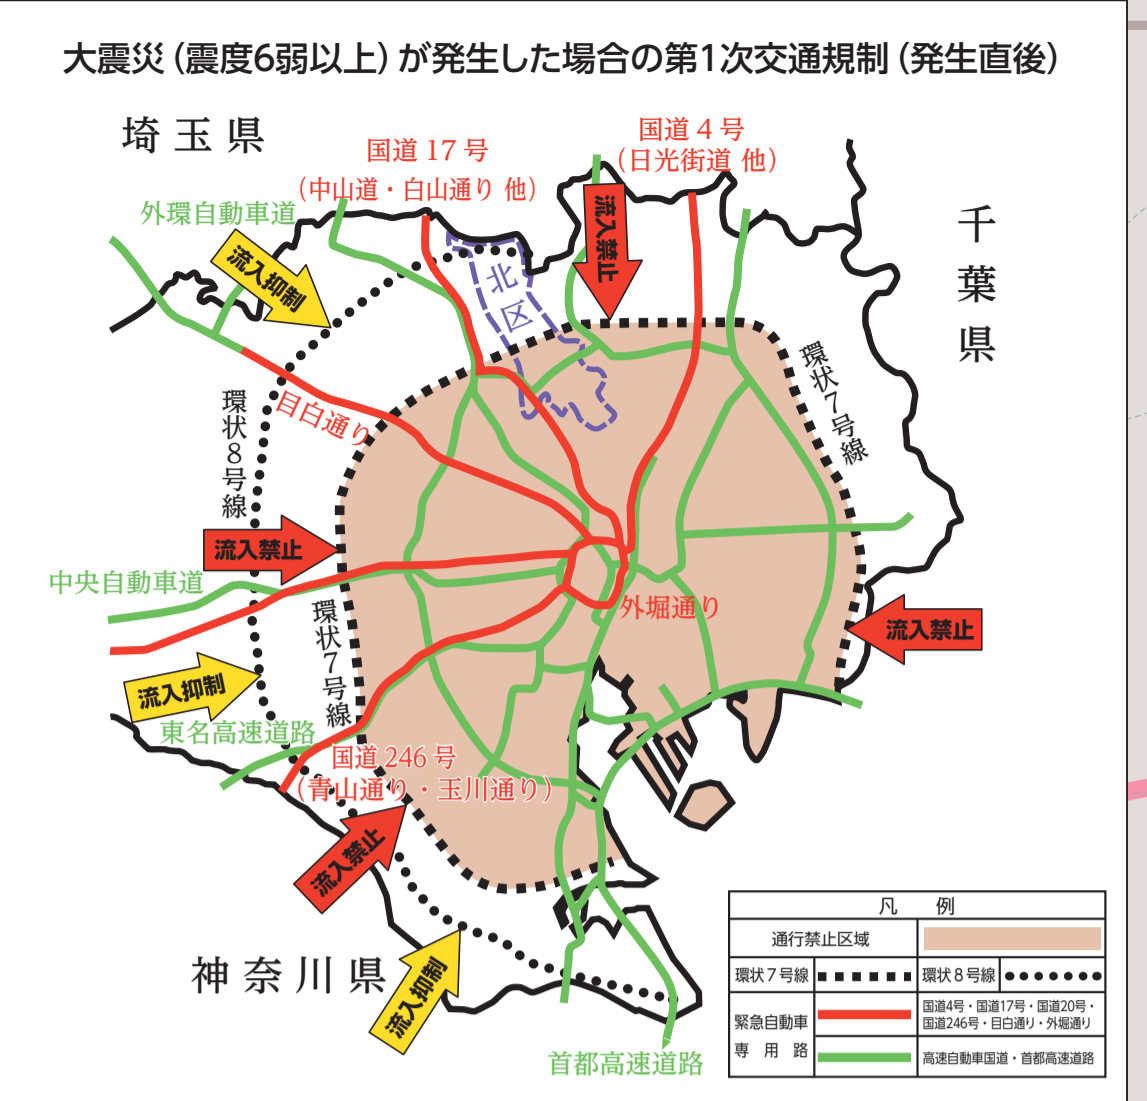 大震災（震度6弱以上）が発生した場合の第1次交通規制（発生直後）
埼玉県
国道17号
（中山道・白山通り 他）
国道4号
（日光街道 他）
外環自動車道
流入抑制
流入禁止
千葉県
北区
環状7号線
目白通り
環状8号線
流入禁止
中央自動車道
環状7号線
外堀通り
流入禁止
流入抑制
東名高速道路
国道246号
（青山通り・玉川通り）
流入禁止
神奈川県
流入抑制
首都高速道路
凡 例
通行禁止区域
環状7号線
環状8号線
緊急自動車
専用路
国道4号・国道17号・国道20号・
国道246号・目白通り・外堀通り
高速自動車国道・首都高速道路